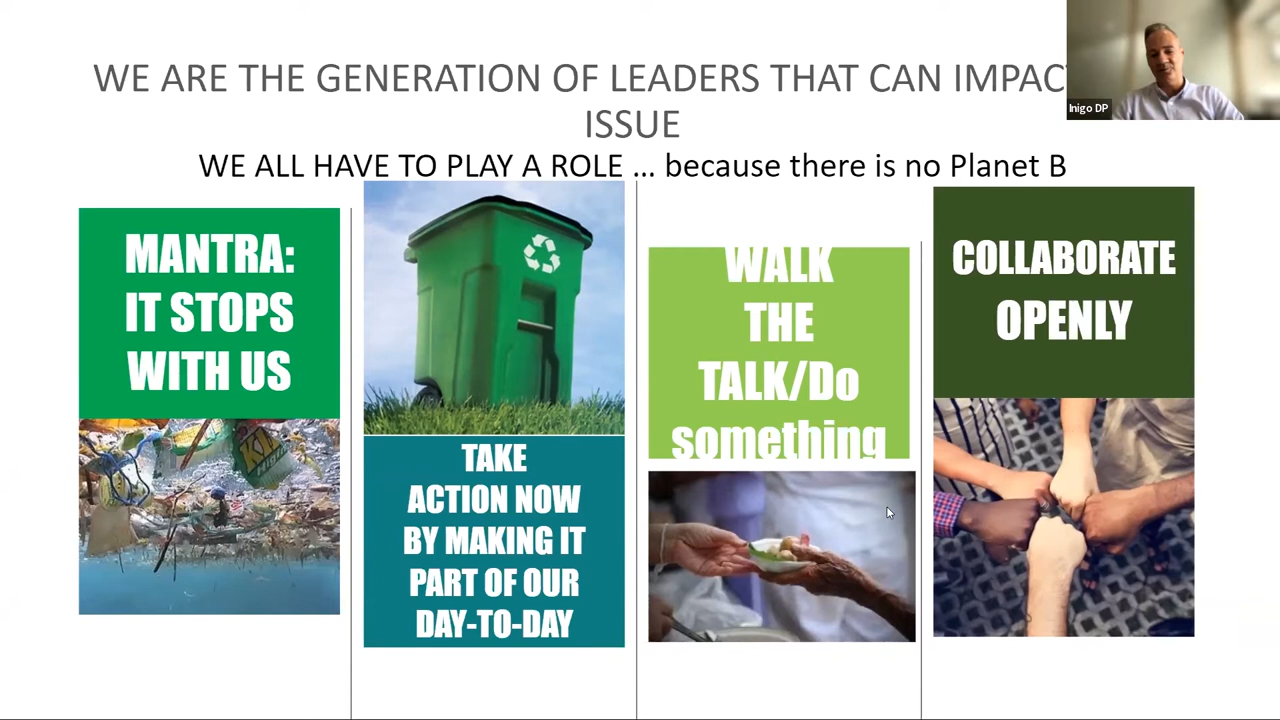 WE ARE THE GENERATION OF LEADERS THAT CAN IMPACT
ISSUE
WE ALL HAVE TO PLAY A ROLE ... because there is no Planet B
Inigo DP
MANTRA:
IT STOPS
WITH US
TAKE
ACTION NOW
BY MAKING IT
PART OF OUR
DAY-TO-DAY
WALK
THE
TALK/Do
something
COLLABORATE
OPENLY